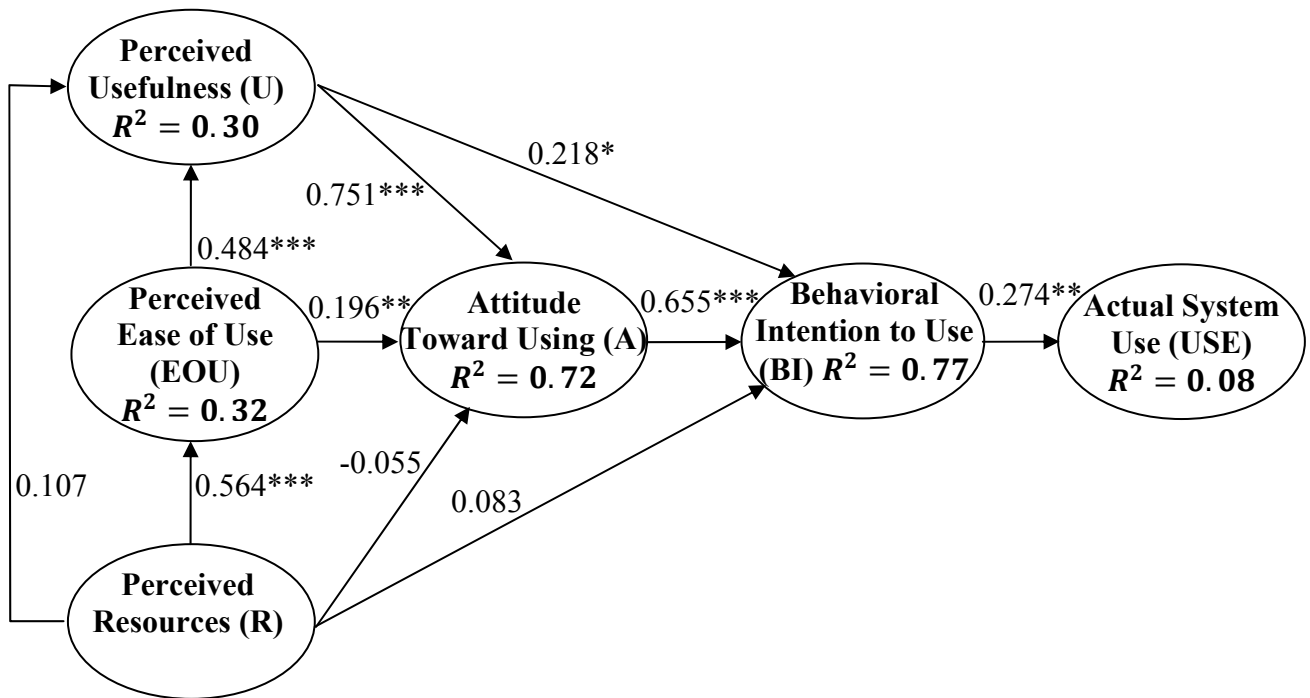 Perceived
Usefulness (U)
R² = 0.30
0.218*
0.751***
0.484***
Perceived
Ease of Use
(EOU)
R² = 0.32
0.196**
Attitude
Toward Using (A)
R² = 0.72
0.655***
Behavioral
Intention to Use
(BI) R² = 0.77
0.274**
Actual System
Use (USE)
R² = 0.08
0.107
0.564***
-0.055
0.083
Perceived
Resources (R)